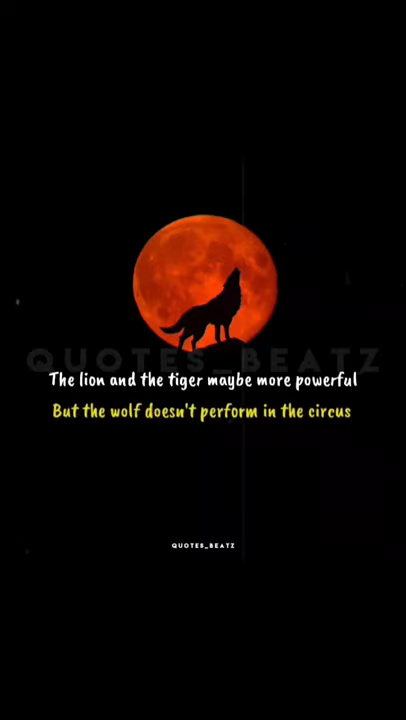 QUOTES_BEATZ
The lion and the tiger maybe more powerful
But the wolf doesn't perform in the circus
QUOTES_BEATZ